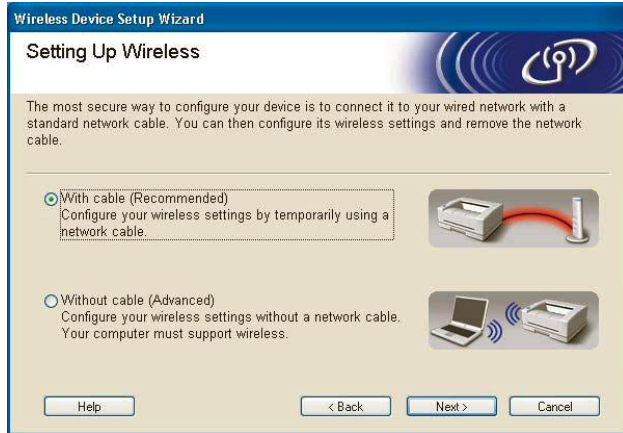 Wireless Device Setup Wizard
Setting Up Wireless
The most secure way to configure your device is to connect it to your wired network with a
standard network cable. You can then configure its wireless settings and remove the network
cable.
With cable (Recommended)
Configure your wireless settings by temporarily using a
network cable.
Without cable (Advanced)
Configure your wireless settings without a network cable.
Your computer must support wireless.
Help
< Back
Next >
Cancel